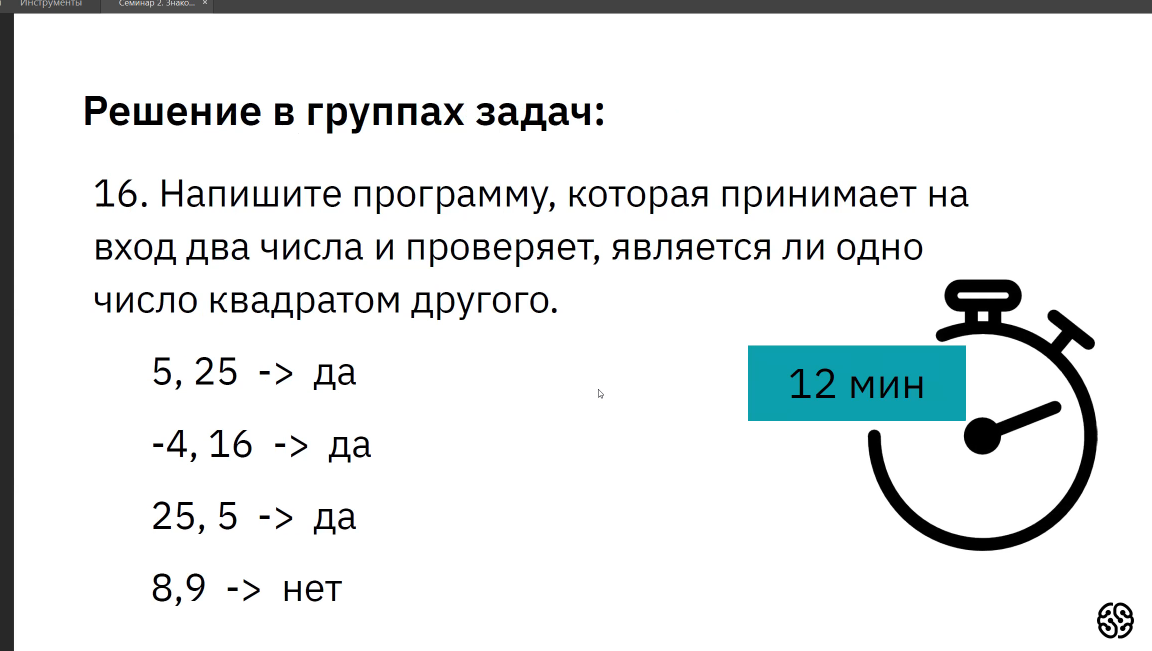 Инструменты
Семинар 2. Знако... ×
Решение в группах задач:
16. Напишите программу, которая принимает на
вход два числа и проверяет, является ли одно
число квадратом другого.
5, 25 -> да
12 мин
-4, 16 -> да
25, 5 -> да
8,9 -> нет